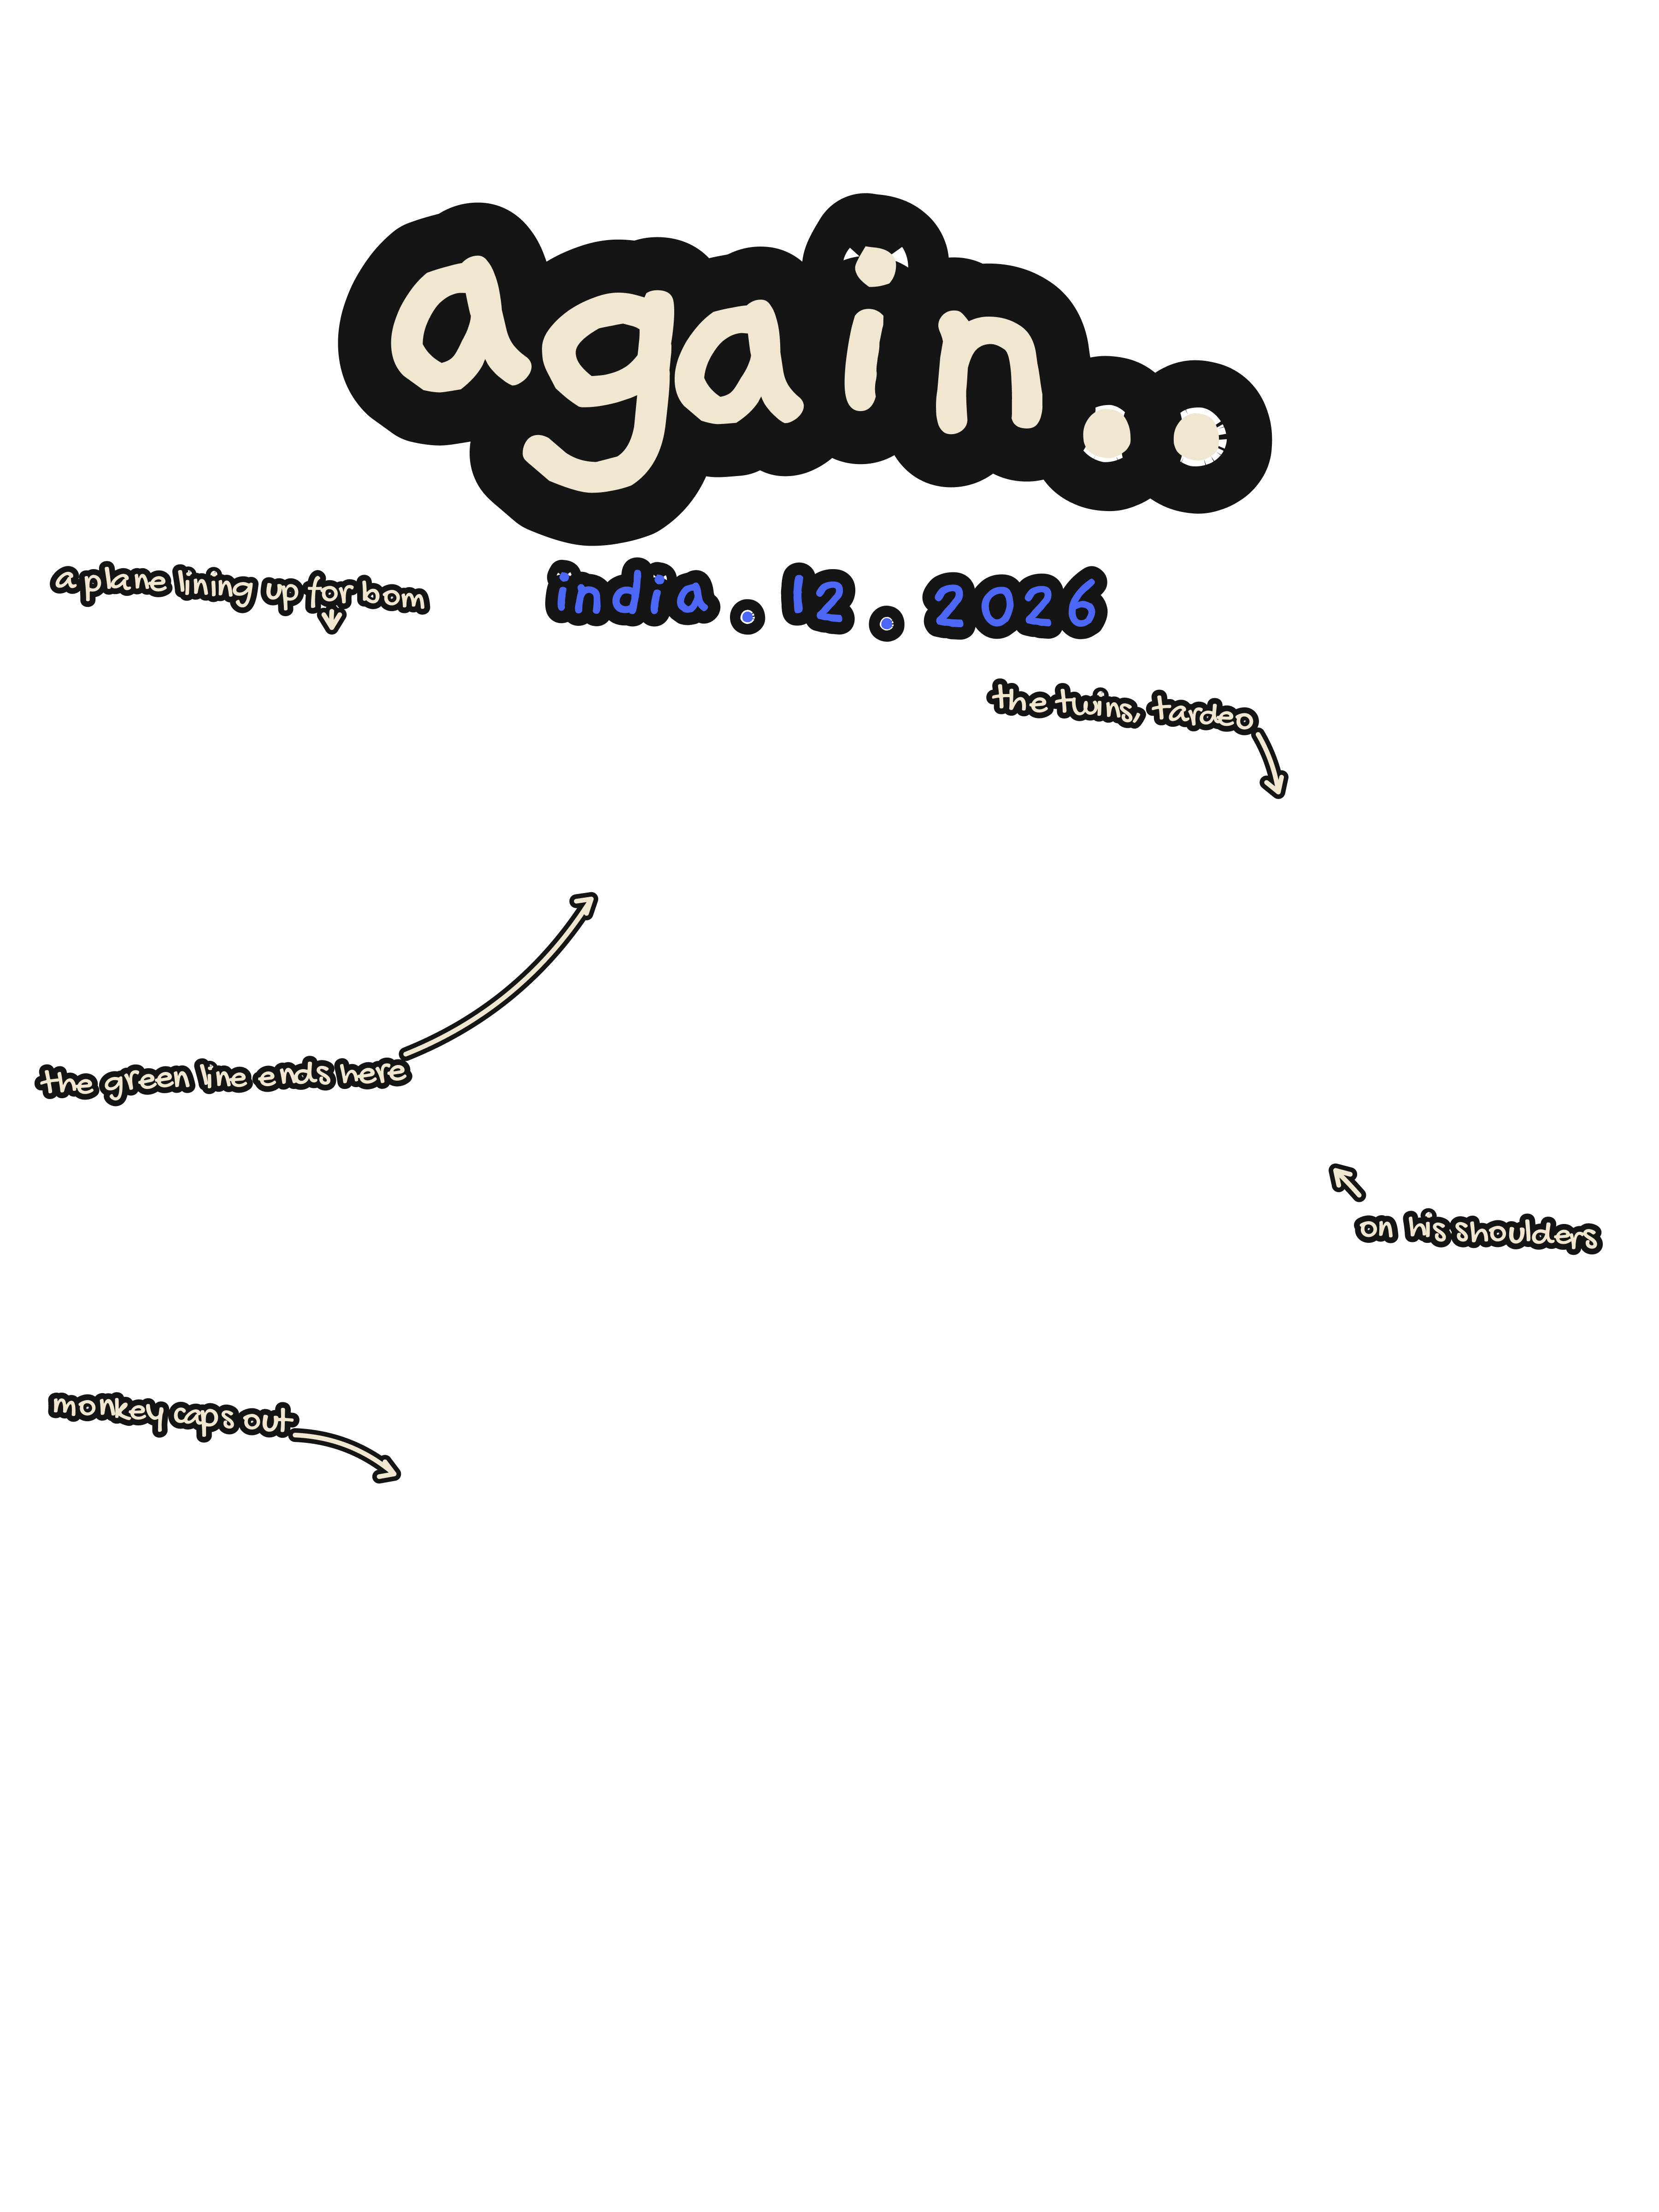 again..
india. 12. 2026
a plane lining up for bom
the twins, tardeo
the green line ends here
on his shoulders
monkey caps out